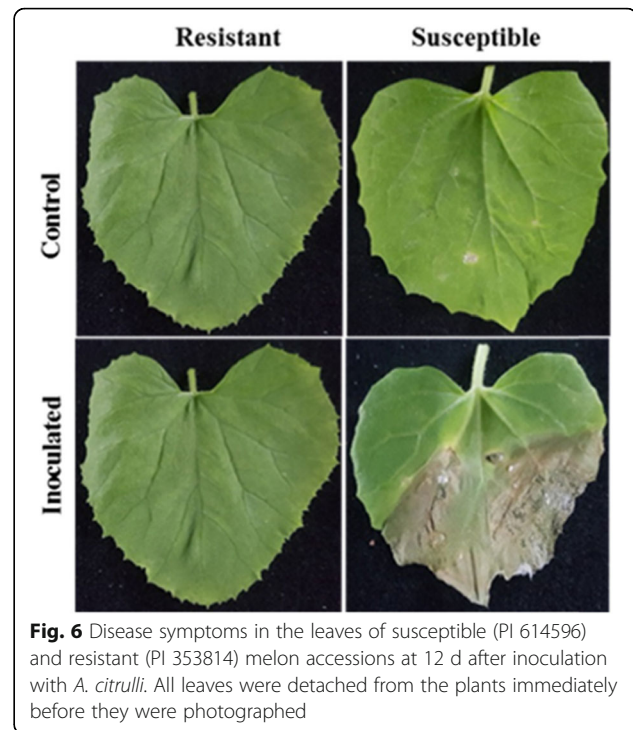 Resistant Susceptible
Control
Inoculated
Fig. 6 Disease symptoms in the leaves of susceptible (PI 614596)
and resistant (PI 353814) melon accessions at 12 d after inoculation
with A. citrulli. All leaves were detached from the plants immediately
before they were photographed